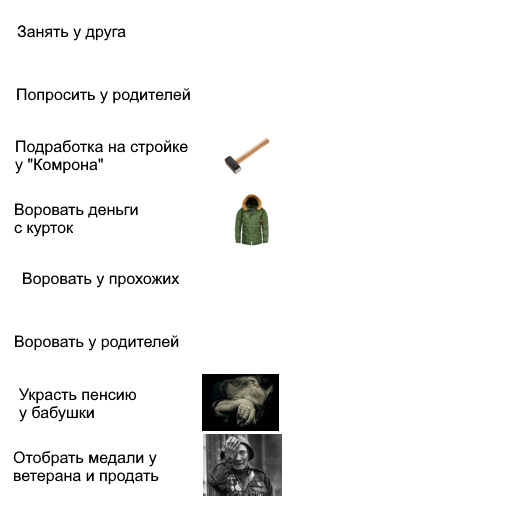 Занять у друга
Попросить у родителей
Подработка на стройке
у "Комрона"
Воровать деньги
с курток
Воровать у прохожих
Воровать у родителей
Украсть пенсию
у бабушки
Отобрать медали у
ветерана и продать